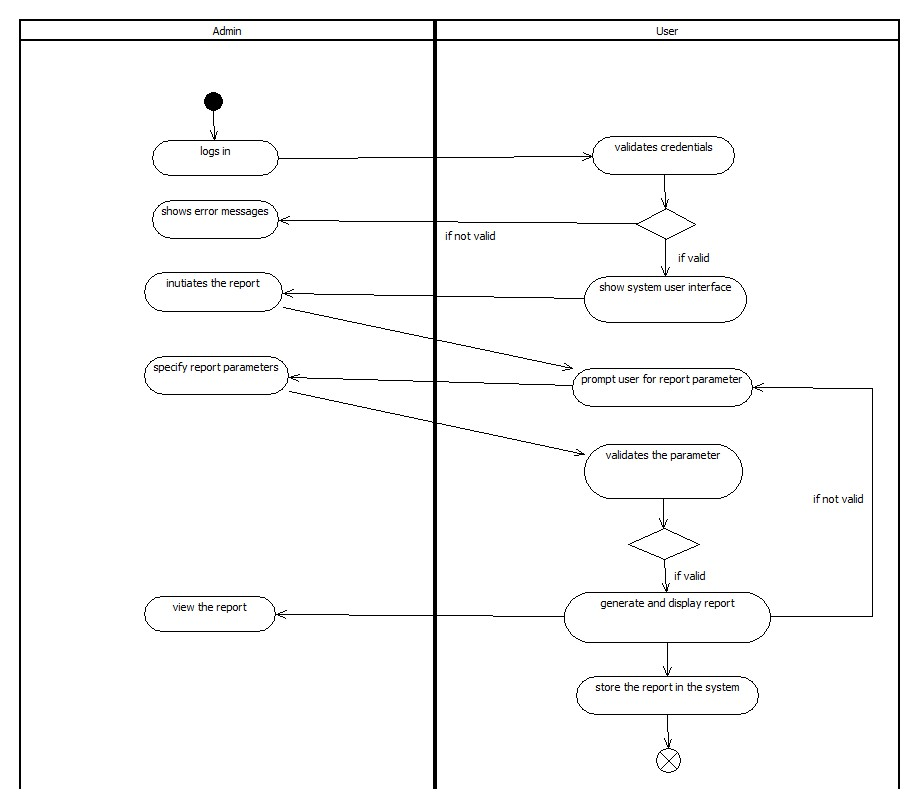 Admin
User
logs in
validates credentials
shows error messages
if not valid
if valid
inutiates the report
show system user interface
specify report parameters
prompt user for report parameter
validates the parameter
if not valid
if valid
view the report
generate and display report
store the report in the system